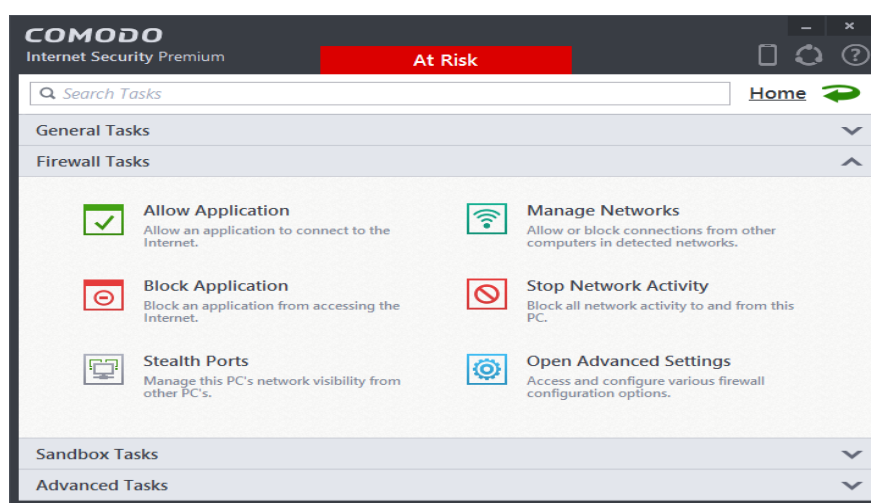 COMODO
Internet Security Premium
At Risk
?
Search Tasks
Home
General Tasks
Firewall Tasks
Allow Application
Allow an application to connect to the
Internet.
Manage Networks
Allow or block connections from other
computers in detected networks.
Block Application
Block an application from accessing the
Internet.
Stop Network Activity
Block all network activity to and from this
PC.
Stealth Ports
Manage this PC's network visibility from
other PC's.
Open Advanced Settings
Access and configure various firewall
configuration options.
Sandbox Tasks
Advanced Tasks